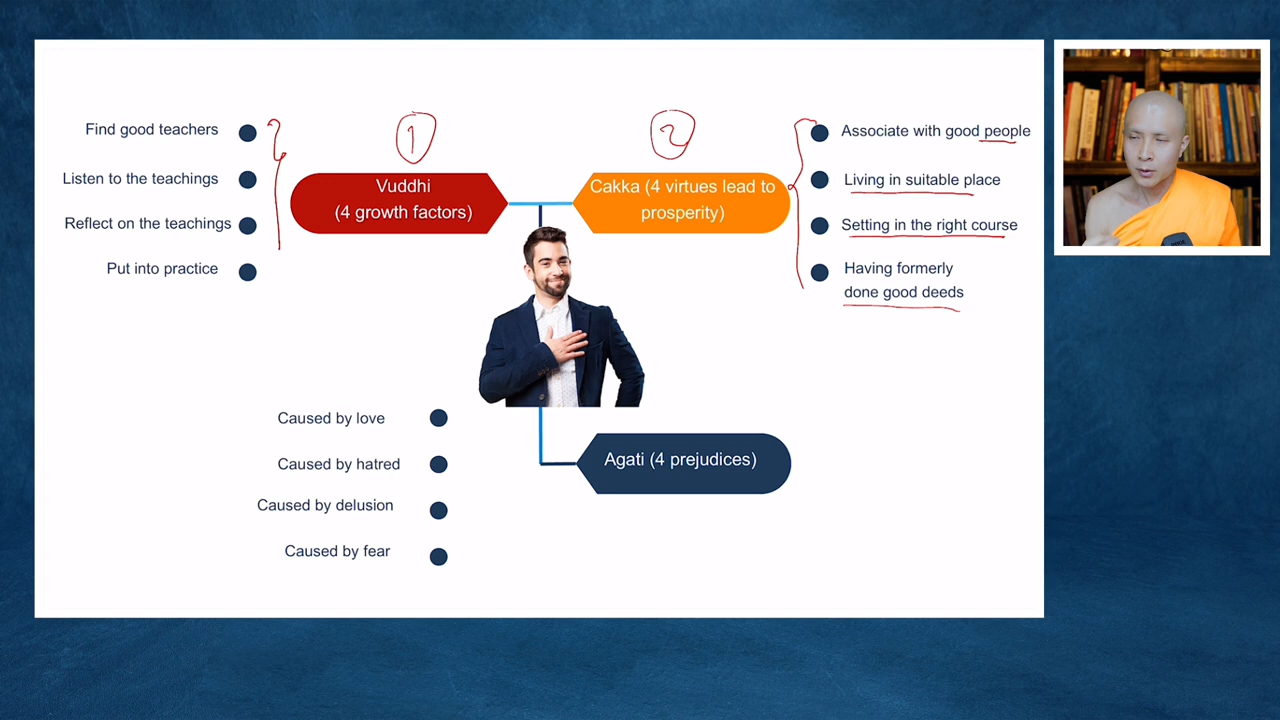 Find good teachers
Listen to the teachings
Reflect on the teachings
Put into practice
1
Vuddhi
(4 growth factors)
2
Cakka (4 virtues lead to
prosperity)
Associate with good people
Living in suitable place
Setting in the right course
Having formerly
done good deeds
Caused by love
Caused by hatred
Caused by delusion
Caused by fear
Agati (4 prejudices)